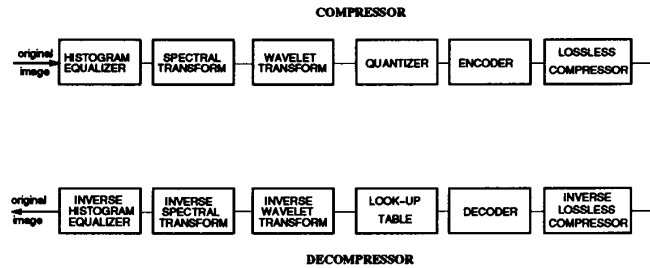 COMPRESSOR
original
image
HISTOGRAM
EQUALIZER
SPECTRAL
TRANSFORM
WAVELET
TRANSFORM
QUANTIZER
ENCODER
LOSSLESS
COMPRESSOR
original
image
INVERSE
HISTOGRAM
EQUALIZER
INVERSE
SPECTRAL
TRANSFORM
INVERSE
WAVELET
TRANSFORM
LOOK-UP
TABLE
DECODER
INVERSE
LOSSLESS
COMPRESSOR
DECOMPRESSOR